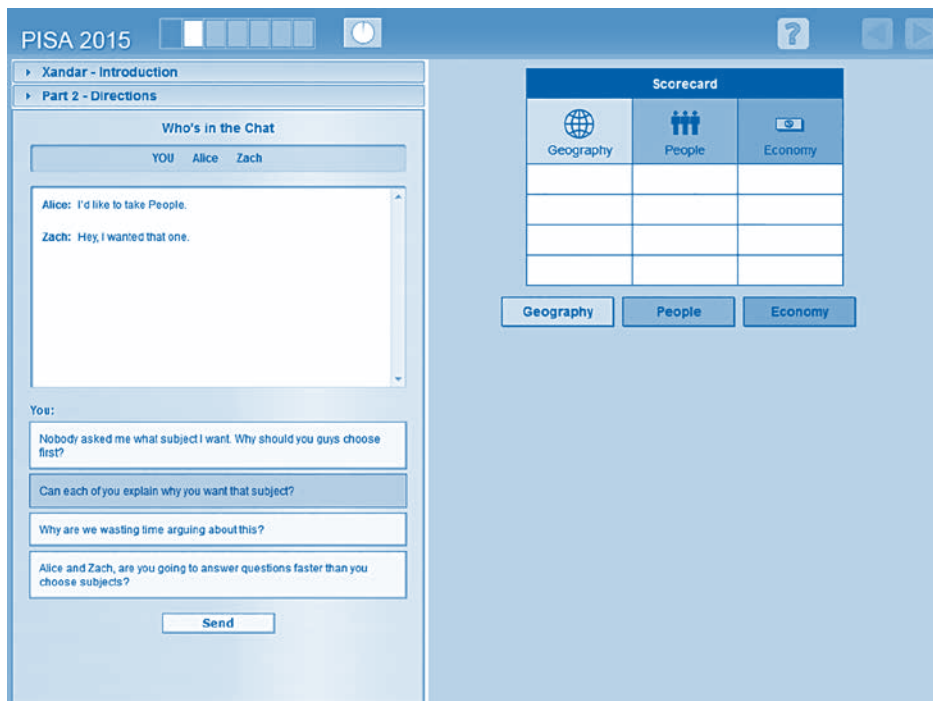 PISA 2015
?
Xandar - Introduction
Part 2 - Directions
Who's in the Chat
YOU Alice Zach
Alice: I'd like to take People.
Zach: Hey, I wanted that one.
You:
Nobody asked me what subject I want. Why should you guys choose
first?
Can each of you explain why you want that subject?
Why are we wasting time arguing about this?
Alice and Zach, are you going to answer questions faster than you
choose subjects?
Send
Scorecard
Geography People Economy
Geography People Economy